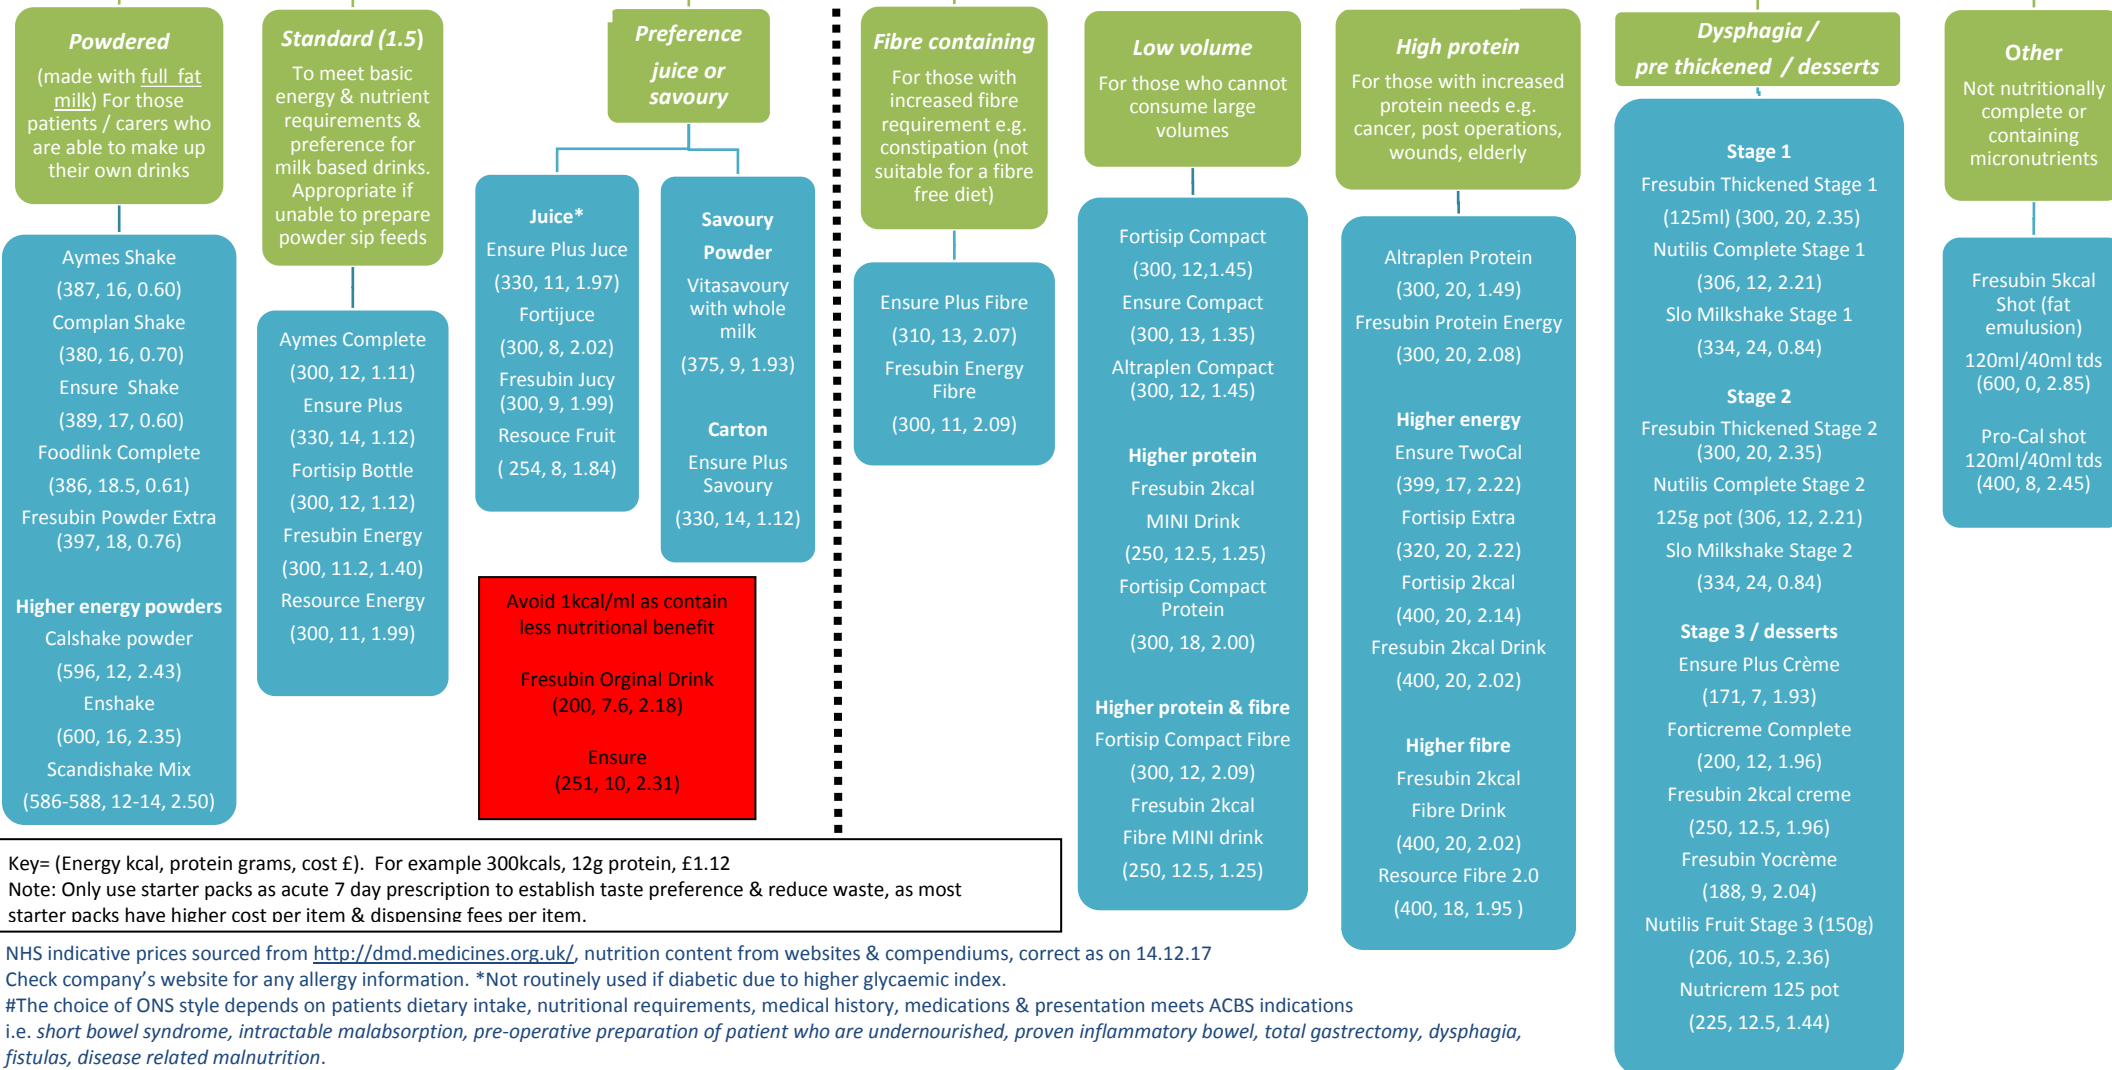 Powdered
(made with full fat
milk) For those
patients / carers who
are able to make up
their own drinks
Aymes Shake
(387, 16, 0.60)
Complan Shake
(380, 16, 0.70)
Ensure Shake
(389, 17, 0.60)
Foodlink Complete
(386, 18.5, 0.61)
Fresubin Powder Extra
(397, 18, 0.76)
Higher energy powders
Calshake powder
(596, 12, 2.43)
Enshake
(600, 16, 2.35)
Scandishake Mix
(586-588, 12-14, 2.50)
Standard (1.5)
To meet basic
energy & nutrient
requirements &
preference for
milk based drinks.
Appropriate if
unable to prepare
powder sip feeds
Aymes Complete
(300, 12, 1.11)
Ensure Plus
(330, 14, 1.12)
Fortisip Bottle
(300, 12, 1.12)
Fresubin Energy
(300, 11.2, 1.40)
Resource Energy
(300, 11, 1.99)
Preference
juice or
savoury
Juice*
Ensure Plus Juce
(330, 11, 1.97)
Fortijuce
(300, 8, 2.02)
Fresubin Jucy
(300, 9, 1.99)
Resouce Fruit
( 254, 8, 1.84)
Savoury
Powder
Vitasavoury
with whole
milk
(375, 9, 1.93)
Carton
Ensure Plus
Savoury
(330, 14, 1.12)
Avoid 1kcal/ml as contain
less nutritional benefit
Fresubin Orginal Drink
(200, 7.6, 2.18)
Ensure
(251, 10, 2.31)
Fibre containing
For those with
increased fibre
requirement e.g.
constipation (not
suitable for a fibre
free diet)
Ensure Plus Fibre
(310, 13, 2.07)
Fresubin Energy
Fibre
(300, 11, 2.09)
Low volume
For those who cannot
consume large
volumes
Fortisip Compact
(300, 12,1.45)
Ensure Compact
(300, 13, 1.35)
Altraplen Compact
(300, 12, 1.45)
Higher protein
Fresubin 2kcal
MINI Drink
(250, 12.5, 1.25)
Fortisip Compact
Protein
(300, 18, 2.00)
Higher protein & fibre
Fortisip Compact Fibre
(300, 12, 2.09)
Fresubin 2kcal
Fibre MINI drink
(250, 12.5, 1.25)
High protein
For those with increased
protein needs e.g.
cancer, post operations,
wounds, elderly
Altraplen Protein
(300, 20, 1.49)
Fresubin Protein Energy
(300, 20, 2.08)
Higher energy
Ensure TwoCal
(399, 17, 2.22)
Fortisip Extra
(320, 20, 2.22)
Fortisip 2kcal
(400, 20, 2.14)
Fresubin 2kcal Drink
(400, 20, 2.02)
Higher fibre
Fresubin 2kcal
Fibre Drink
(400, 20, 2.02)
Resource Fibre 2.0
(400, 18, 1.95 )
Dysphagia /
pre thickened / desserts
Stage 1
Fresubin Thickened Stage 1
(125ml) (300, 20, 2.35)
Nutilis Complete Stage 1
(306, 12, 2.21)
Slo Milkshake Stage 1
(334, 24, 0.84)
Stage 2
Fresubin Thickened Stage 2
(300, 20, 2.35)
Nutilis Complete Stage 2
125g pot (306, 12, 2.21)
Slo Milkshake Stage 2
(334, 24, 0.84)
Stage 3 / desserts
Ensure Plus Crème
(171, 7, 1.93)
Forticreme Complete
(200, 12, 1.96)
Fresubin 2kcal creme
(250, 12.5, 1.96)
Fresubin Yocrème
(188, 9, 2.04)
Nutilis Fruit Stage 3 (150g)
(206, 10.5, 2.36)
Nutricrem 125 pot
(225, 12.5, 1.44)
Other
Not nutritionally
complete or
containing
micronutrients
Fresubin 5kcal
Shot (fat
emulusion)
120ml/40ml tds
(600, 0, 2.85)
Pro-Cal shot
120ml/40ml tds
(400, 8, 2.45)
Key= (Energy kcal, protein grams, cost £). For example 300kcals, 12g protein, £1.12
Note: Only use starter packs as acute 7 day prescription to establish taste preference & reduce waste, as most
starter packs have higher cost per item & dispensing fees per item.
NHS indicative prices sourced from http://dmd.medicines.org.uk/, nutrition content from websites & compendiums, correct as on 14.12.17
Check company's website for any allergy information. *Not routinely used if diabetic due to higher glycaemic index.
#The choice of ONS style depends on patients dietary intake, nutritional requirements, medical history, medications & presentation meets ACBS indications
i.e. short bowel syndrome, intractable malabsorption, pre-operative preparation of patient who are undernourished, proven inflammatory bowel, total gastrectomy, dysphagia,
fistulas, disease related malnutrition.